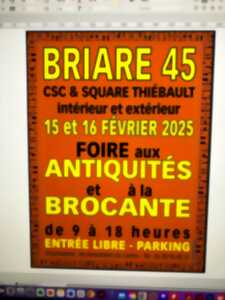 BRIARE 45
CSC & SQUARE THIÉBAULT
intérieur et extérieur
15 et 16 FÉVRIER 2025
FOIRE aux
ANTIQUITÉS
et à la
BROCANTE
de 9 à 18 heures
ENTRÉE LIBRE - PARKING